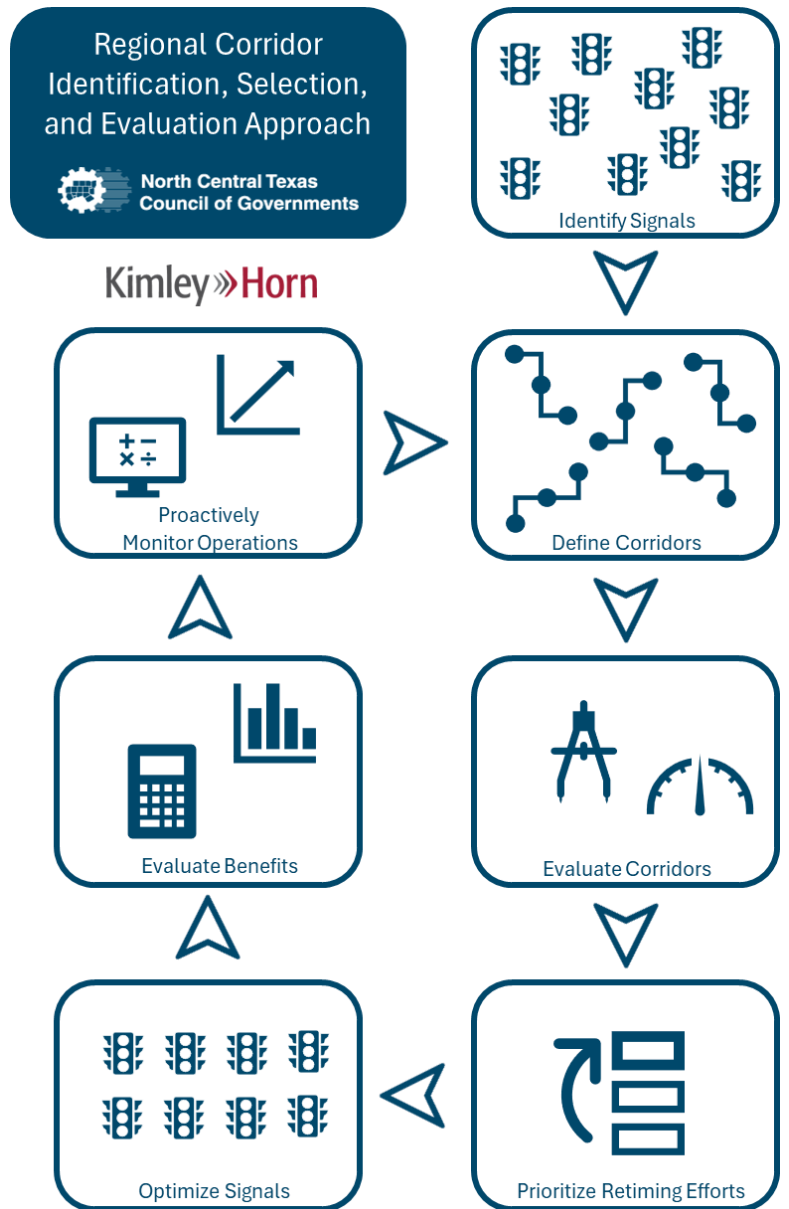 Regional Corridor
Identification, Selection,
and Evaluation Approach
North Central Texas
Council of Governments
Kimley»Horn
Identify Signals
Define Corridors
Evaluate Corridors
Prioritize Retiming Efforts
Optimize Signals
Evaluate Benefits
Proactively
Monitor Operations
+ −
× ÷